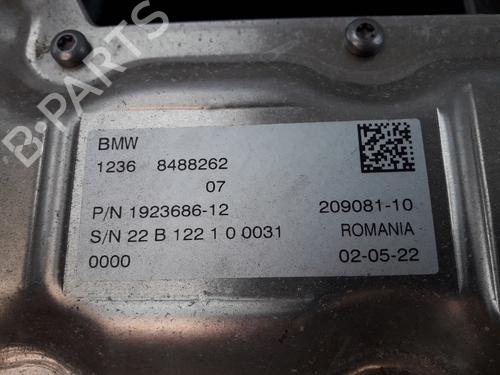 BMW
1236 8488262
07
P/N 1923686-12 209081-10
S/N 22 B 122 1 0 0031 ROMANIA
0000 02-05-22
B-PARTS